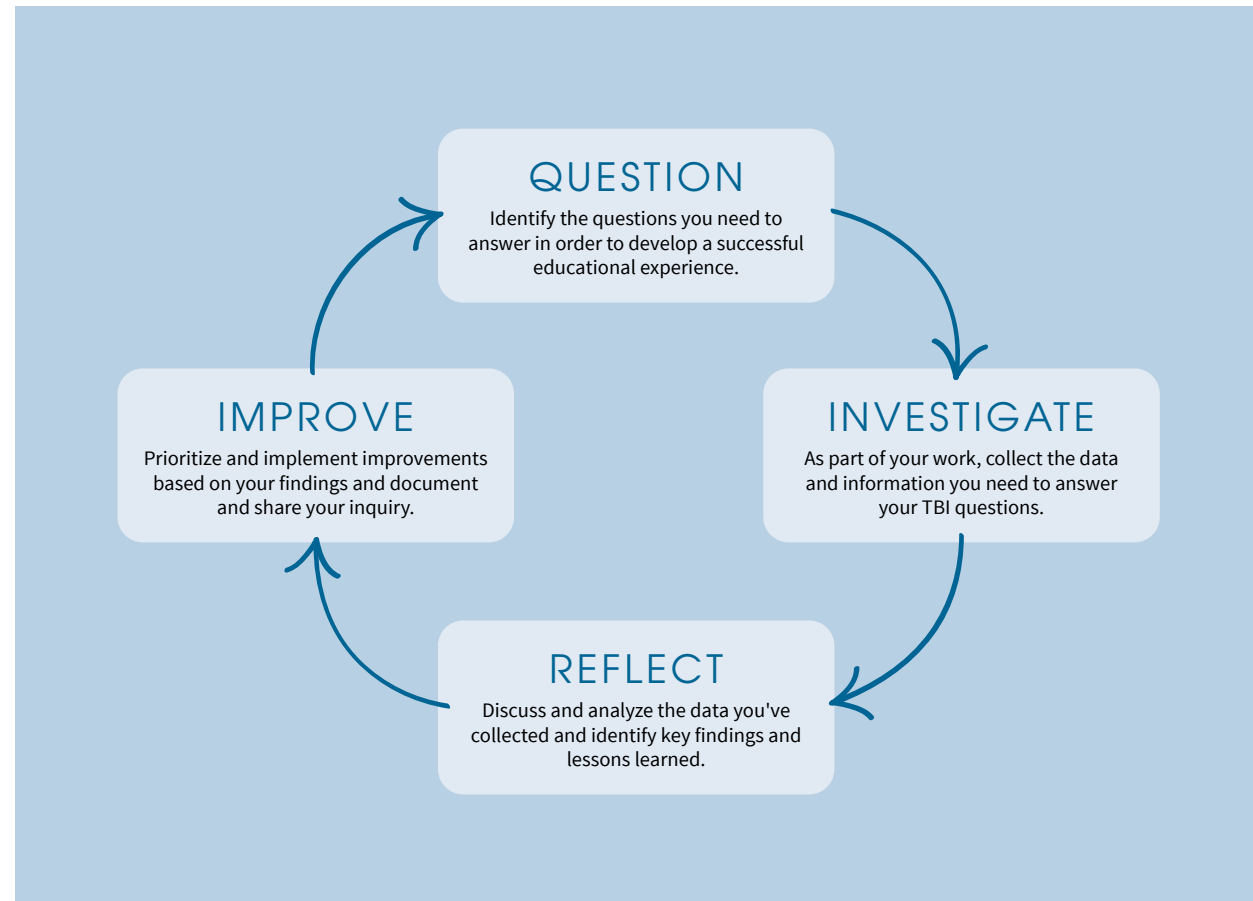 QUESTION
Identify the questions you need to
answer in order to develop a successful
educational experience.
INVESTIGATE
As part of your work, collect the data
and information you need to answer
your TBI questions.
REFLECT
Discuss and analyze the data you've
collected and identify key findings and
lessons learned.
IMPROVE
Prioritize and implement improvements
based on your findings and document
and share your inquiry.